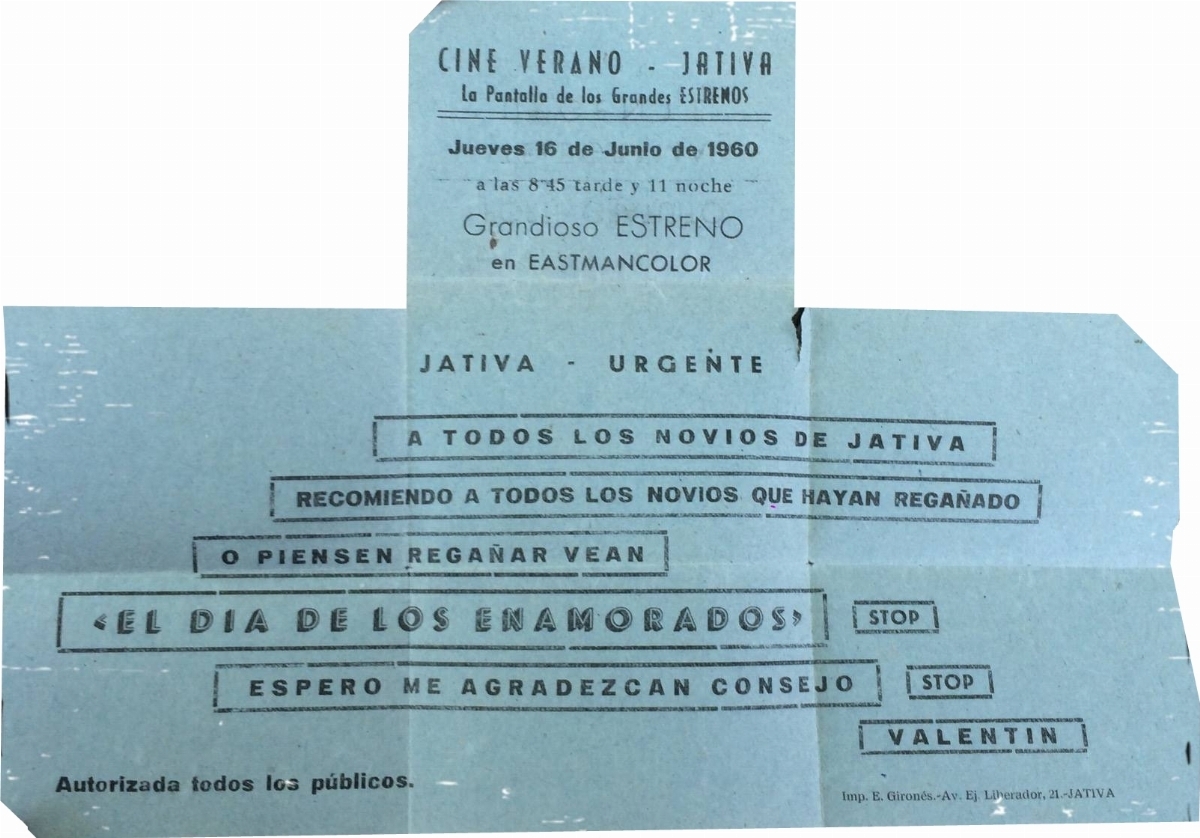 CINE VERANO - JATIVA
La Pantalla de los Grandes ESTRENOS
Jueves 16 de Junio de 1960
a las 8'45 tarde y 11 noche
Grandioso ESTRENO
en EASTMANCOLOR
JATIVA - URGENTE
A TODOS LOS NOVIOS DE JATIVA
RECOMIENDO A TODOS LOS NOVIOS QUE HAYAN REGAÑADO
O PIENSEN REGAÑAR VEAN
«EL DIA DE LOS ENAMORADOS» STOP
ESPERO ME AGRADEZCAN CONSEJO STOP
VALENTIN
Autorizada todos los públicos.
Imp. E. Gironés.-Av. Ej. Liberador, 21.-JATIVA